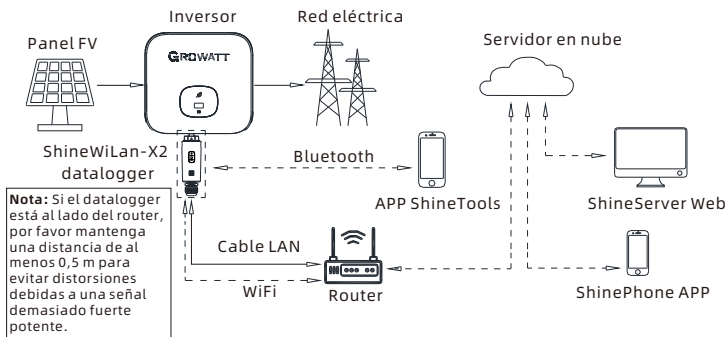 Inversor
Red eléctrica
Panel FV
GROWATT
Servidor en nube
ShineWiLan-X2
datalogger
Bluetooth
APP ShineTools
ShineServer Web
Nota: Si el datalogger
está al lado del router,
por favor mantenga
una distancia de al
menos 0,5 m para
evitar distorsiones
debidas a una señal
demasiado fuerte
potente.
Cable LAN
WiFi
Router
ShinePhone APP